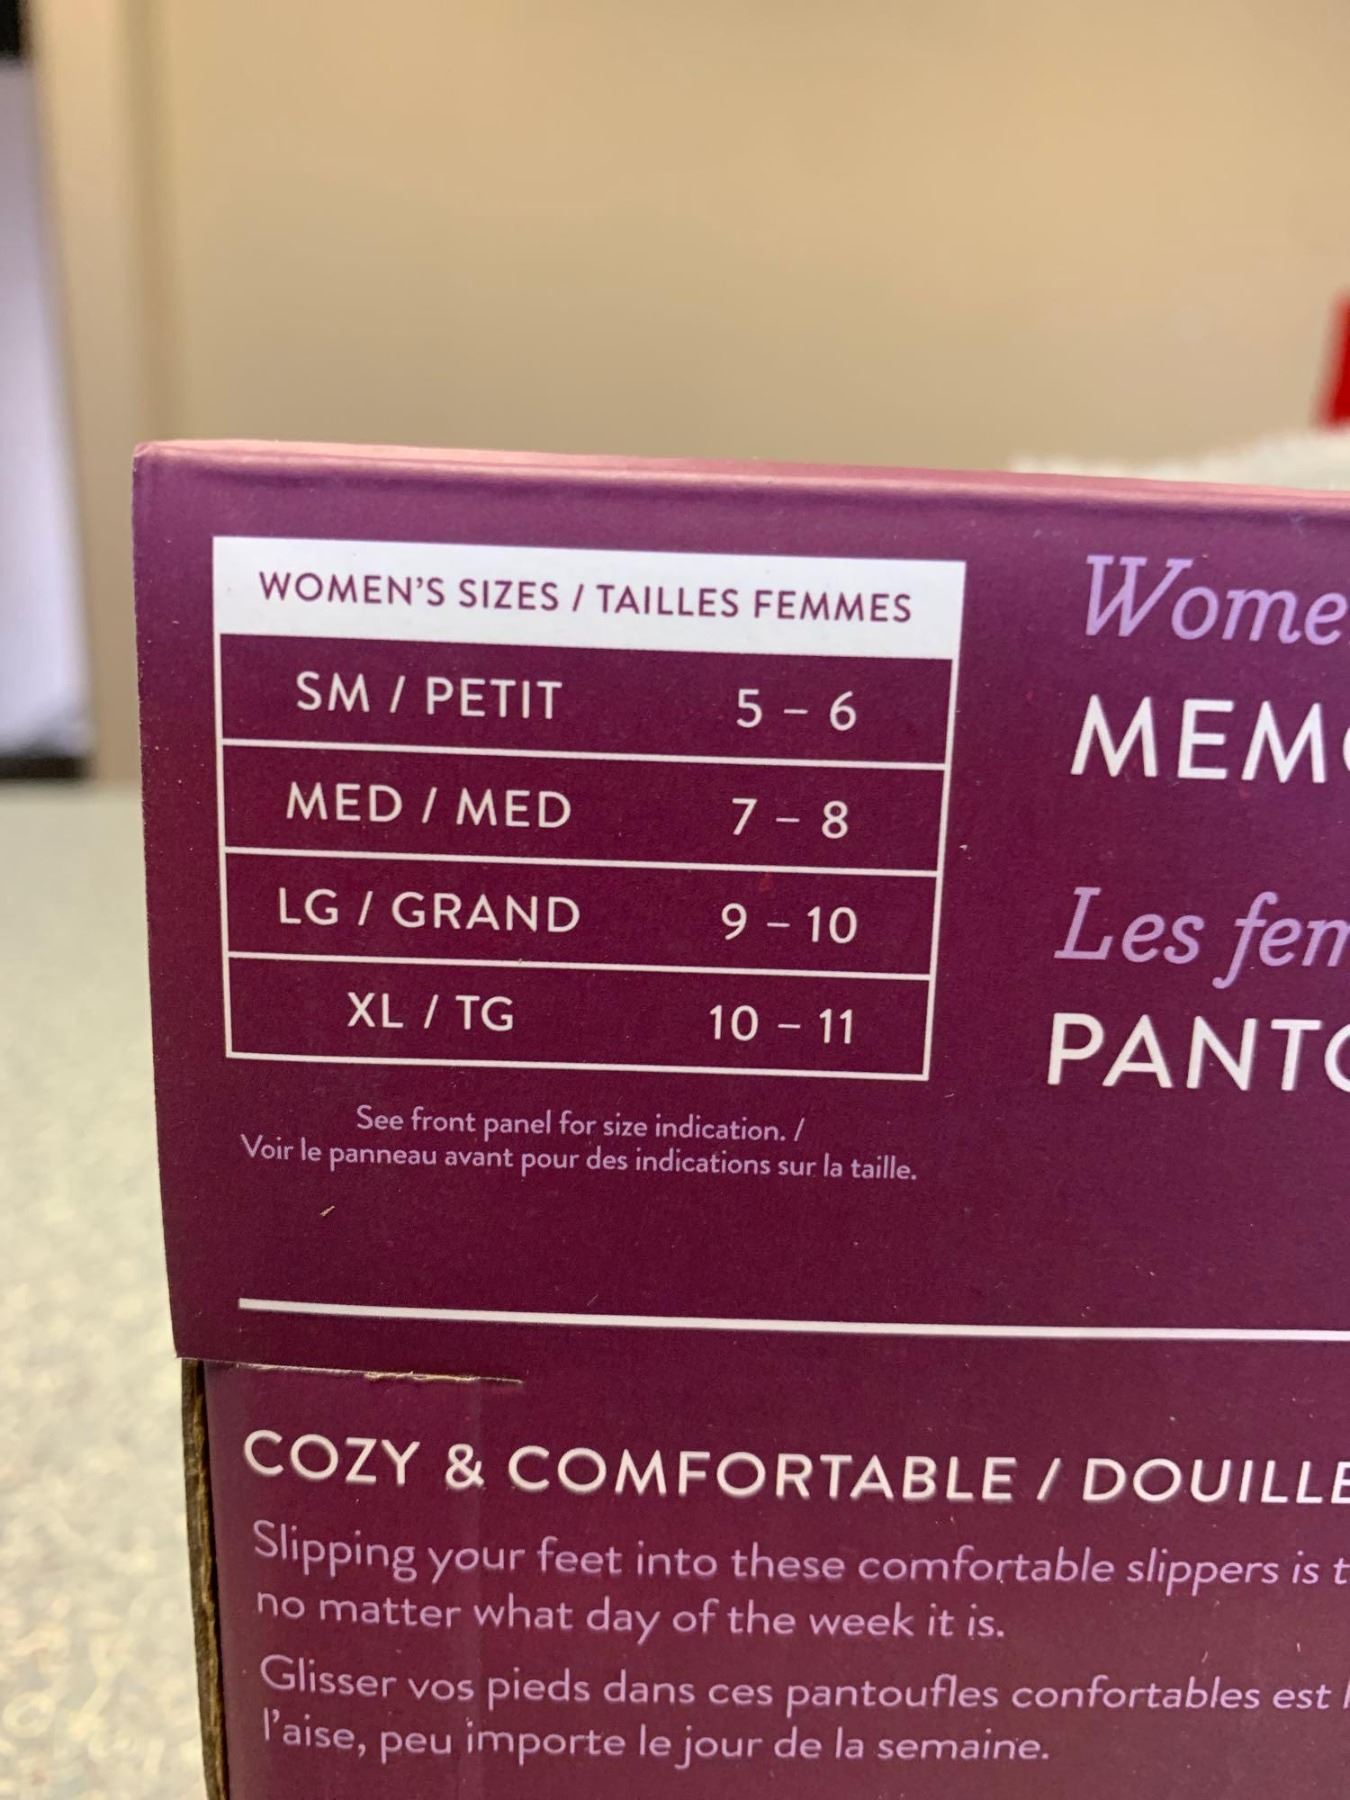 WOMEN'S SIZES / TAILLES FEMMES
SM / PETIT 5 – 6
MED / MED 7 – 8
LG / GRAND 9 – 10
XL / TG 10 – 11
See front panel for size indication. /
Voir le panneau avant pour des indications sur la taille.
Les
COZY & COMFORTABLE /
Slipping your feet into these comfortable slippers is
no matter what day of the week it is.
Glisser vos pieds dans ces pantoufles confortables est
l'aise, peu importe le jour de la semaine.